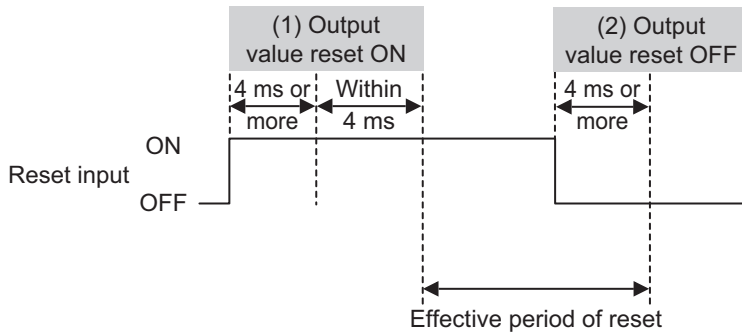 (1) Output
value reset ON
(2) Output
value reset OFF
4 ms or
more
Within
4 ms
4 ms or
more
ON
Reset input
OFF
Effective period of reset